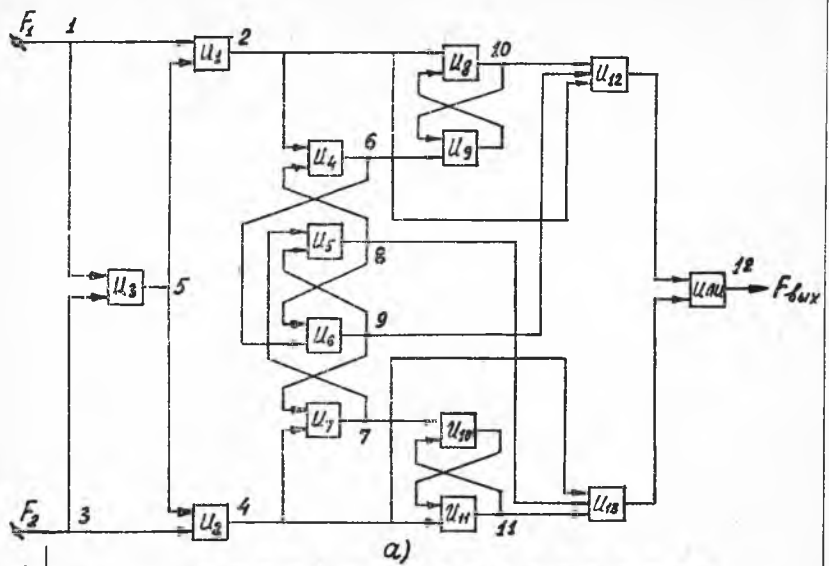 F₁ 1
И₁ 2
И₈ 10
И₁₂
И₄ 6
И₉
И₅
8
И₃ 5
ИЛИ 12 Fвых
И₆ 9
И₇ 7
И₁₀
F₂ 3
И₂ 4
И₁₁ 11
И₁₃
а)